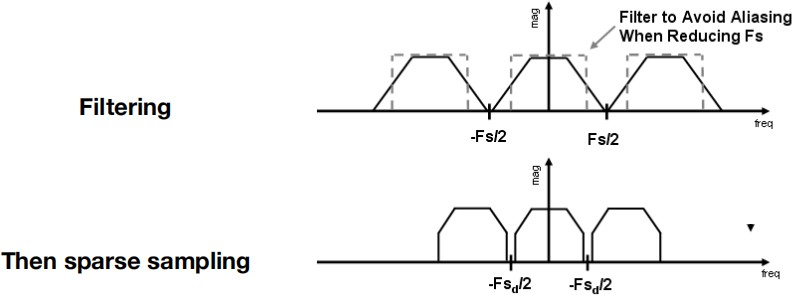 Filter to Avoid Aliasing
When Reducing Fs
mag
Filtering
freq
-Fs/2
Fs/2
mag
Then sparse sampling
freq
-Fsd/2
-Fsd/2